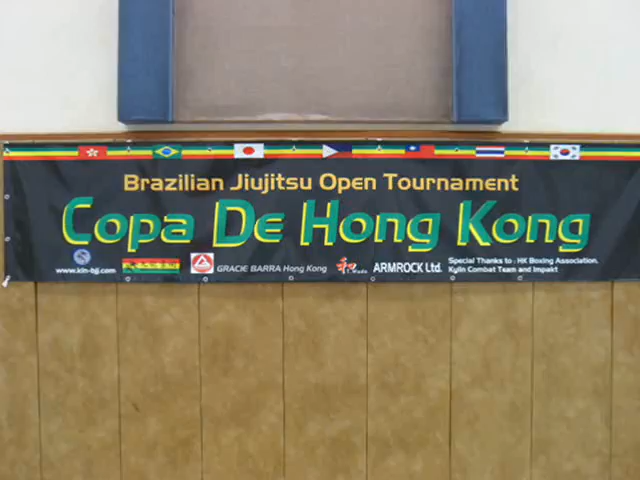 Brazilian Jiujitsu Open Tournament
Copa De Hong Kong
www.kin-bjj.com
GRACIE BARRA Hong Kong
ARMROCK Ltd.
Special Thanks to : HK Boxing Association.
Kylin Combat Team and Impakt